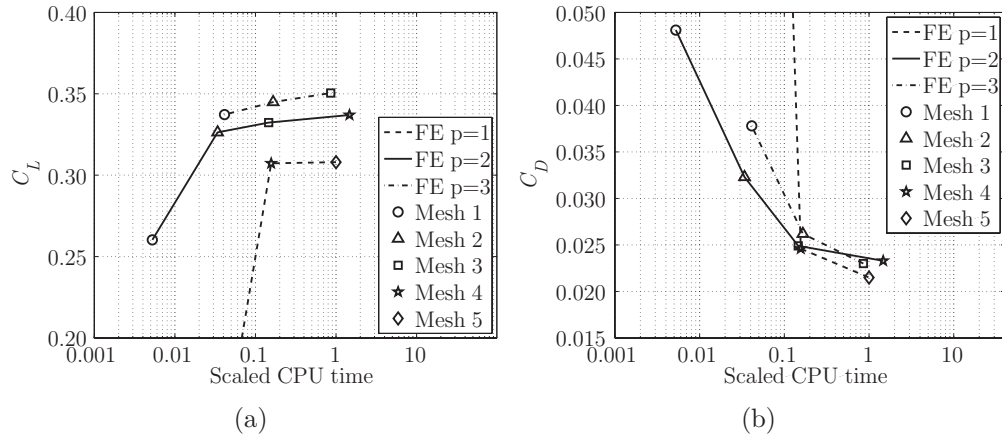 0.40
0.35
0.30
0.25
0.20
C_L
0.001
0.01
0.1
1
10
Scaled CPU time
FE p=1
FE p=2
FE p=3
Mesh 1
Mesh 2
Mesh 3
Mesh 4
Mesh 5
(a)
0.050
0.045
0.040
0.035
0.030
0.025
0.020
0.015
C_D
0.001
0.01
0.1
1
10
Scaled CPU time
FE p=1
FE p=2
FE p=3
Mesh 1
Mesh 2
Mesh 3
Mesh 4
Mesh 5
(b)